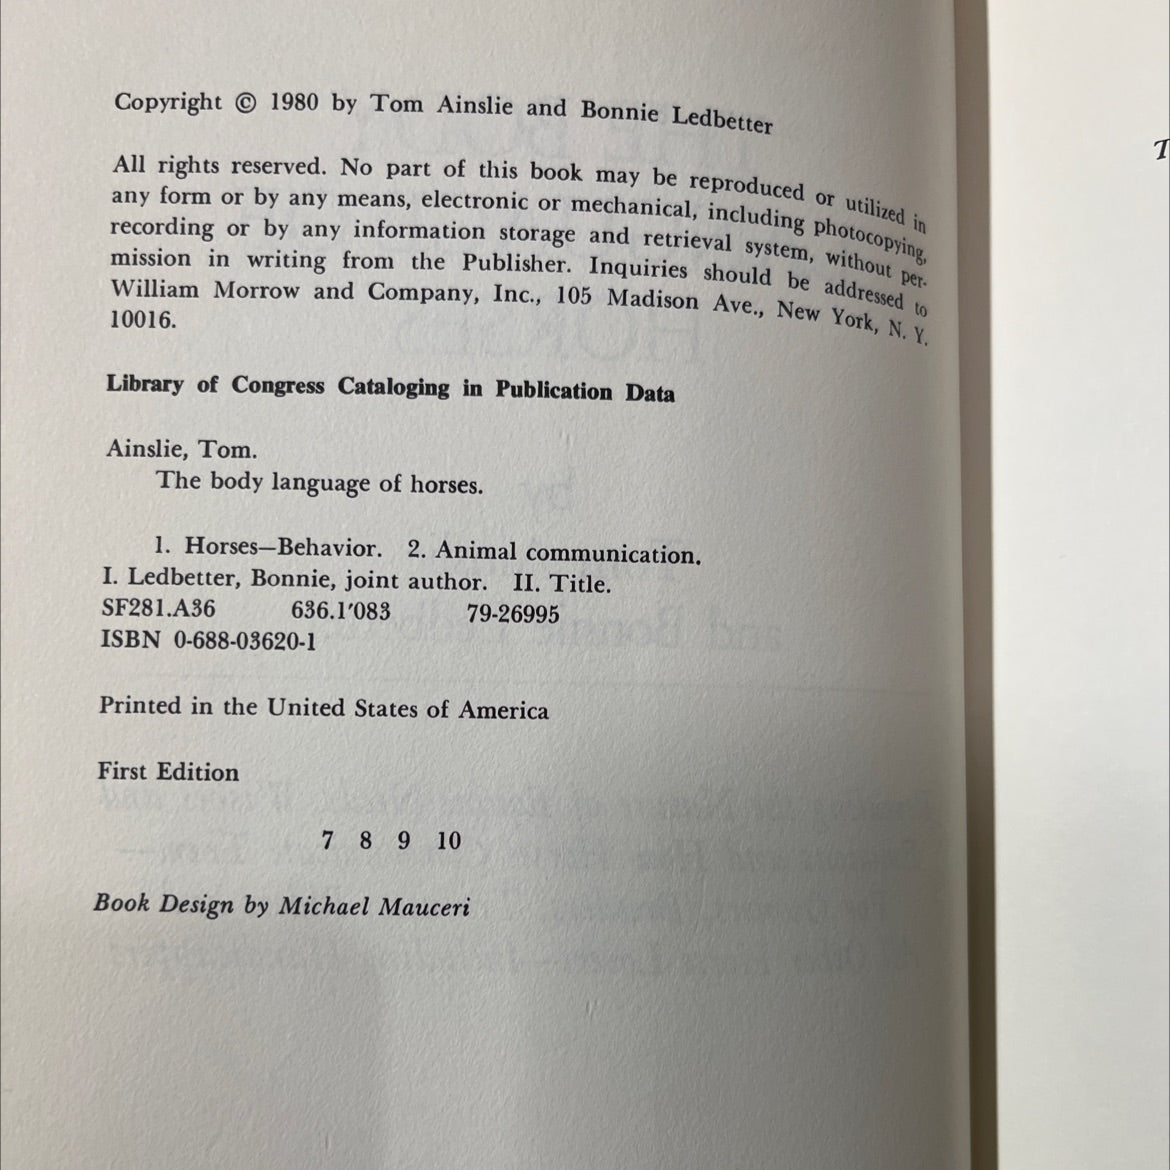 Copyright © 1980 by Tom Ainslie and Bonnie Ledbetter
All rights reserved. No part of this book may be reproduced or utilized in
any form or by any means, electronic or mechanical, including photocopying,
recording or by any information storage and retrieval system, without per-
mission in writing from the Publisher. Inquiries should be addressed to
William Morrow and Company, Inc., 105 Madison Ave., New York, N. Y.
10016.
Library of Congress Cataloging in Publication Data
Ainslie, Tom.
The body language of horses.
1. Horses—Behavior. 2. Animal communication.
I. Ledbetter, Bonnie, joint author. II. Title.
SF281.A36 636.1′083 79-26995
ISBN 0-688-03620-1
Printed in the United States of America
First Edition
7 8 9 10
Book Design by Michael Mauceri